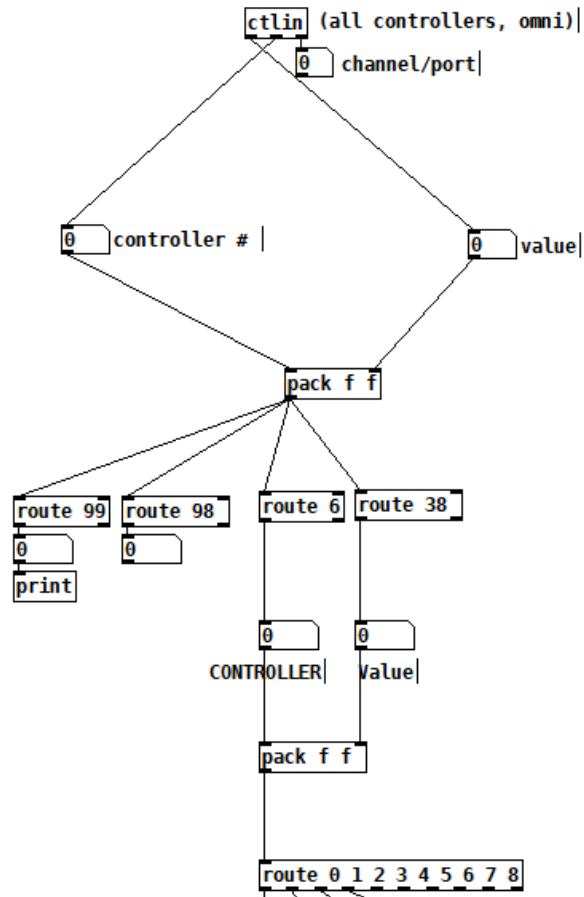 ctlin (all controllers, omni)
0 channel/port
0 controller #
0 value
pack f f
route 99 route 98 route 6 route 38
0 0
print
0 0
CONTROLLER Value
pack f f
route 0 1 2 3 4 5 6 7 8